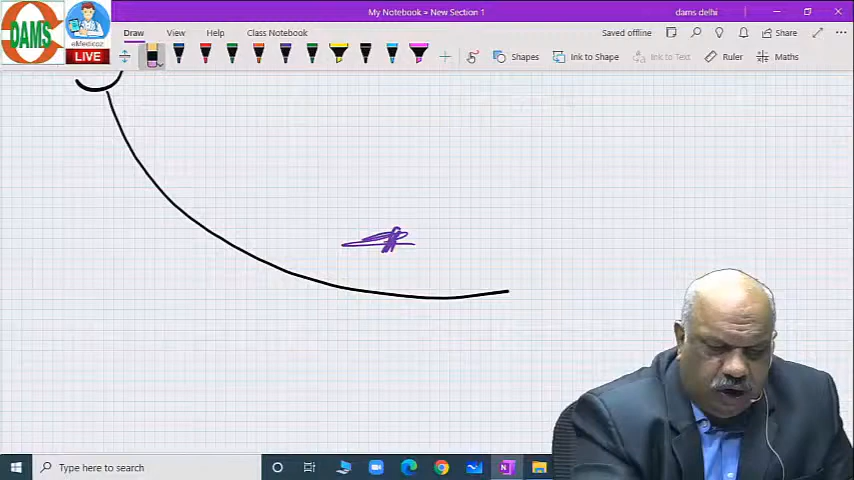 My Notebook » New Section 1
dams delhi
DAMS
eMedicoz
LIVE
Draw
View
Help
Class Notebook
Saved offline
Share
Shapes
Ink to Shape
Ink to Text
Ruler
Maths
Type here to search